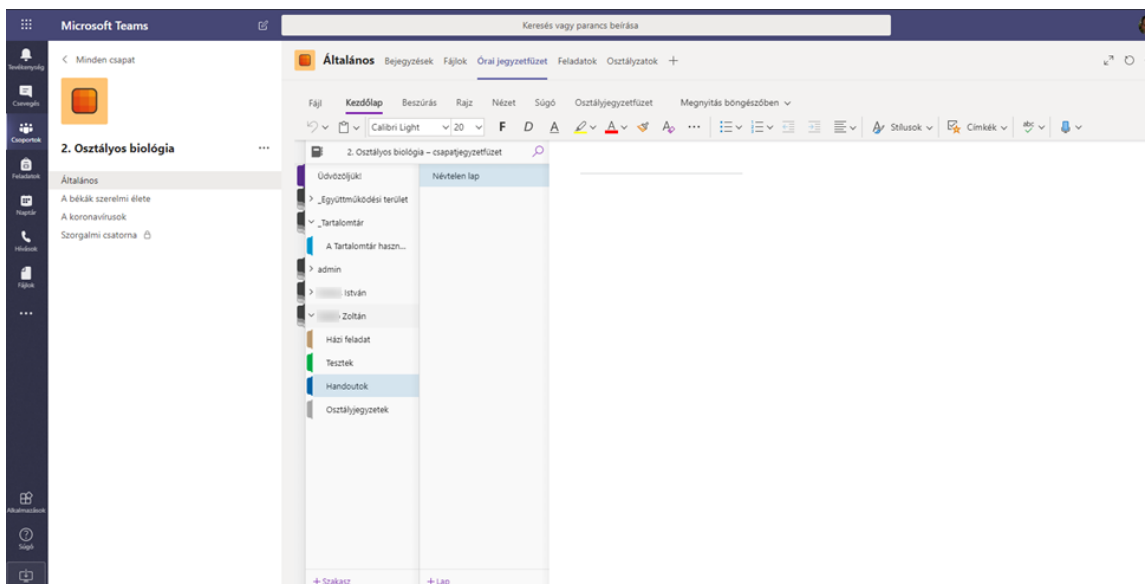 Microsoft Teams
Keresés vagy parancs beírása
Tevékenység
Csevegés
Csoportok
Feladatok
Naptár
Hívások
Fájlok
Alkalmazások
Súgó
Minden csapat
2. Osztályos biológia
Általános
A békák szerelmi élete
A koronavírusok
Szorgalmi csatorna
Általános Bejegyzések Fájlok Órai jegyzetfüzet Feladatok Osztályzatok
Fájl Kezdőlap Beszúrás Rajz Nézet Súgó Osztályjegyzetfüzet Megnyitás böngészőben
Calibri Light 20 F D A A Stílusok Címkék abc
2. Osztályos biológia – csapatjegyzetfüzet
Üdvözöljük!
_Együttműködési terület
_Tartalomtár
A Tartalomtár haszn...
admin
István
Zoltán
Házi feladat
Tesztek
Handoutok
Osztályjegyzetek
+ Szakasz
Névtelen lap
+ Lap